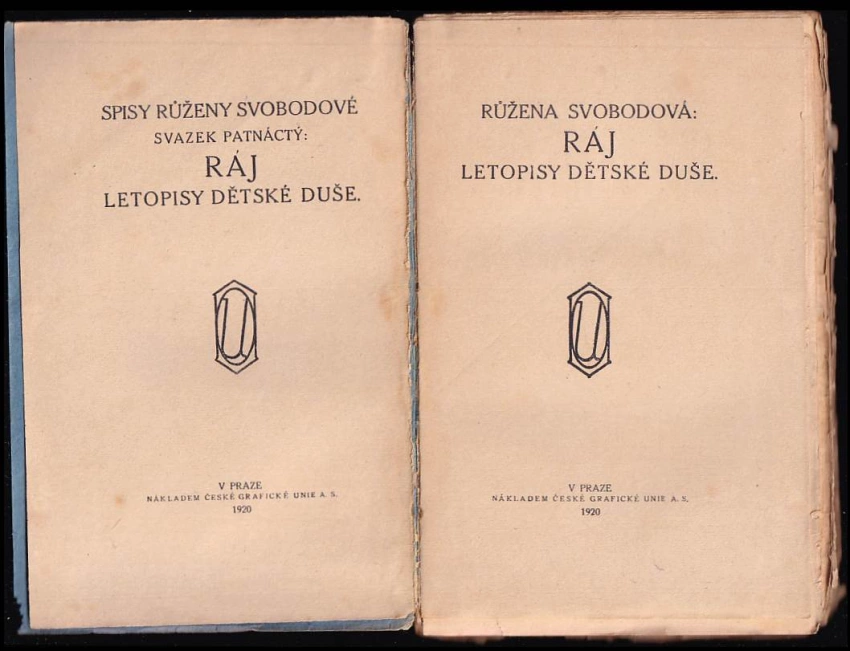 SPISY RŮŽENY SVOBODOVÉ
SVAZEK PATNÁCTÝ:
RÁJ
LETOPISY DĚTSKÉ DUŠE.
U
V PRAZE
NÁKLADEM ČESKÉ GRAFICKÉ UNIE A. S.
1920
RŮŽENA SVOBODOVÁ:
RÁJ
LETOPISY DĚTSKÉ DUŠE.
U
V PRAZE
NÁKLADEM ČESKÉ GRAFICKÉ UNIE A. S.
1920